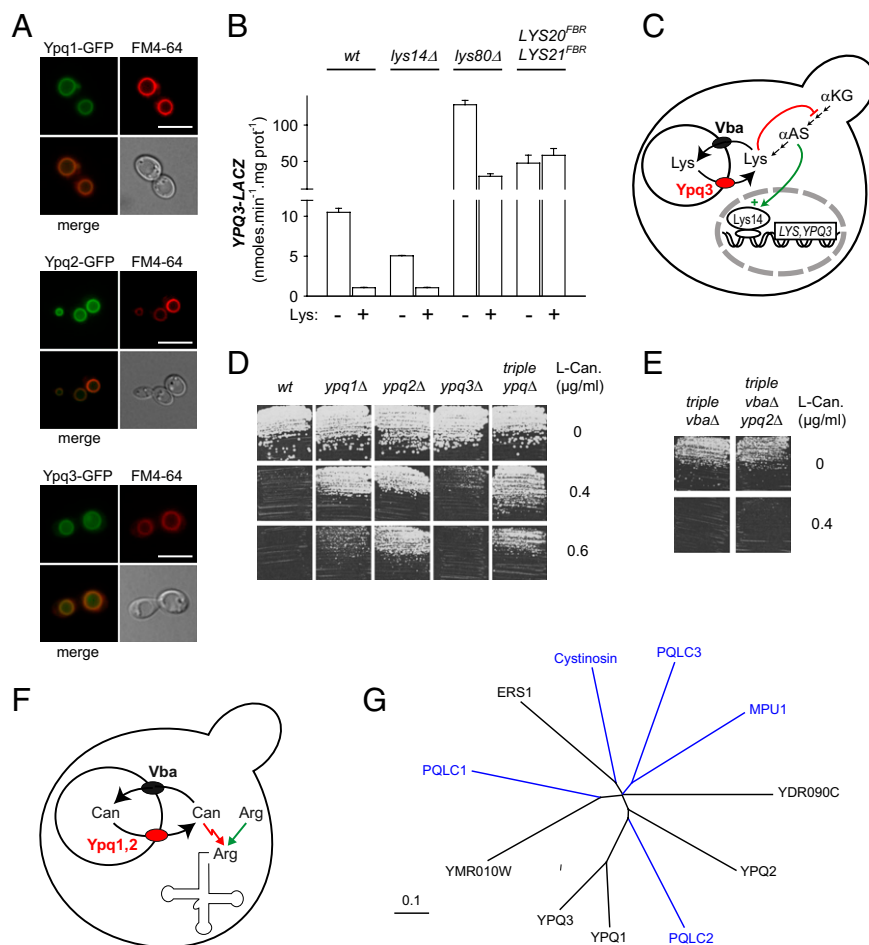 A
Ypq1-GFP FM4-64
merge
Ypq2-GFP FM4-64
merge
Ypq3-GFP FM4-64
merge
B
wt lys14Δ lys80Δ LYS20^FBR
LYS21^FBR
YPQ3-LACZ
(nmoles.min⁻¹.mg prot⁻¹)
100
50
10
5
0
Lys: - + - + - + - +
C
αKG
αAS
Vba
Lys
Lys
Ypq3
+
Lys14
LYS,YPQ3
D
wt ypq1Δ ypq2Δ ypq3Δ triple
ypqΔ
L-Can.
(µg/ml)
0
0.4
0.6
E
triple
vbaΔ
triple
vbaΔ
ypq2Δ
L-Can.
(µg/ml)
0
0.4
F
Vba
Can
Can
Arg
Ypq1,2
Arg
G
Cystinosin
PQLC3
ERS1
MPU1
PQLC1
YDR090C
YMR010W
YPQ2
YPQ3
YPQ1
PQLC2
0.1